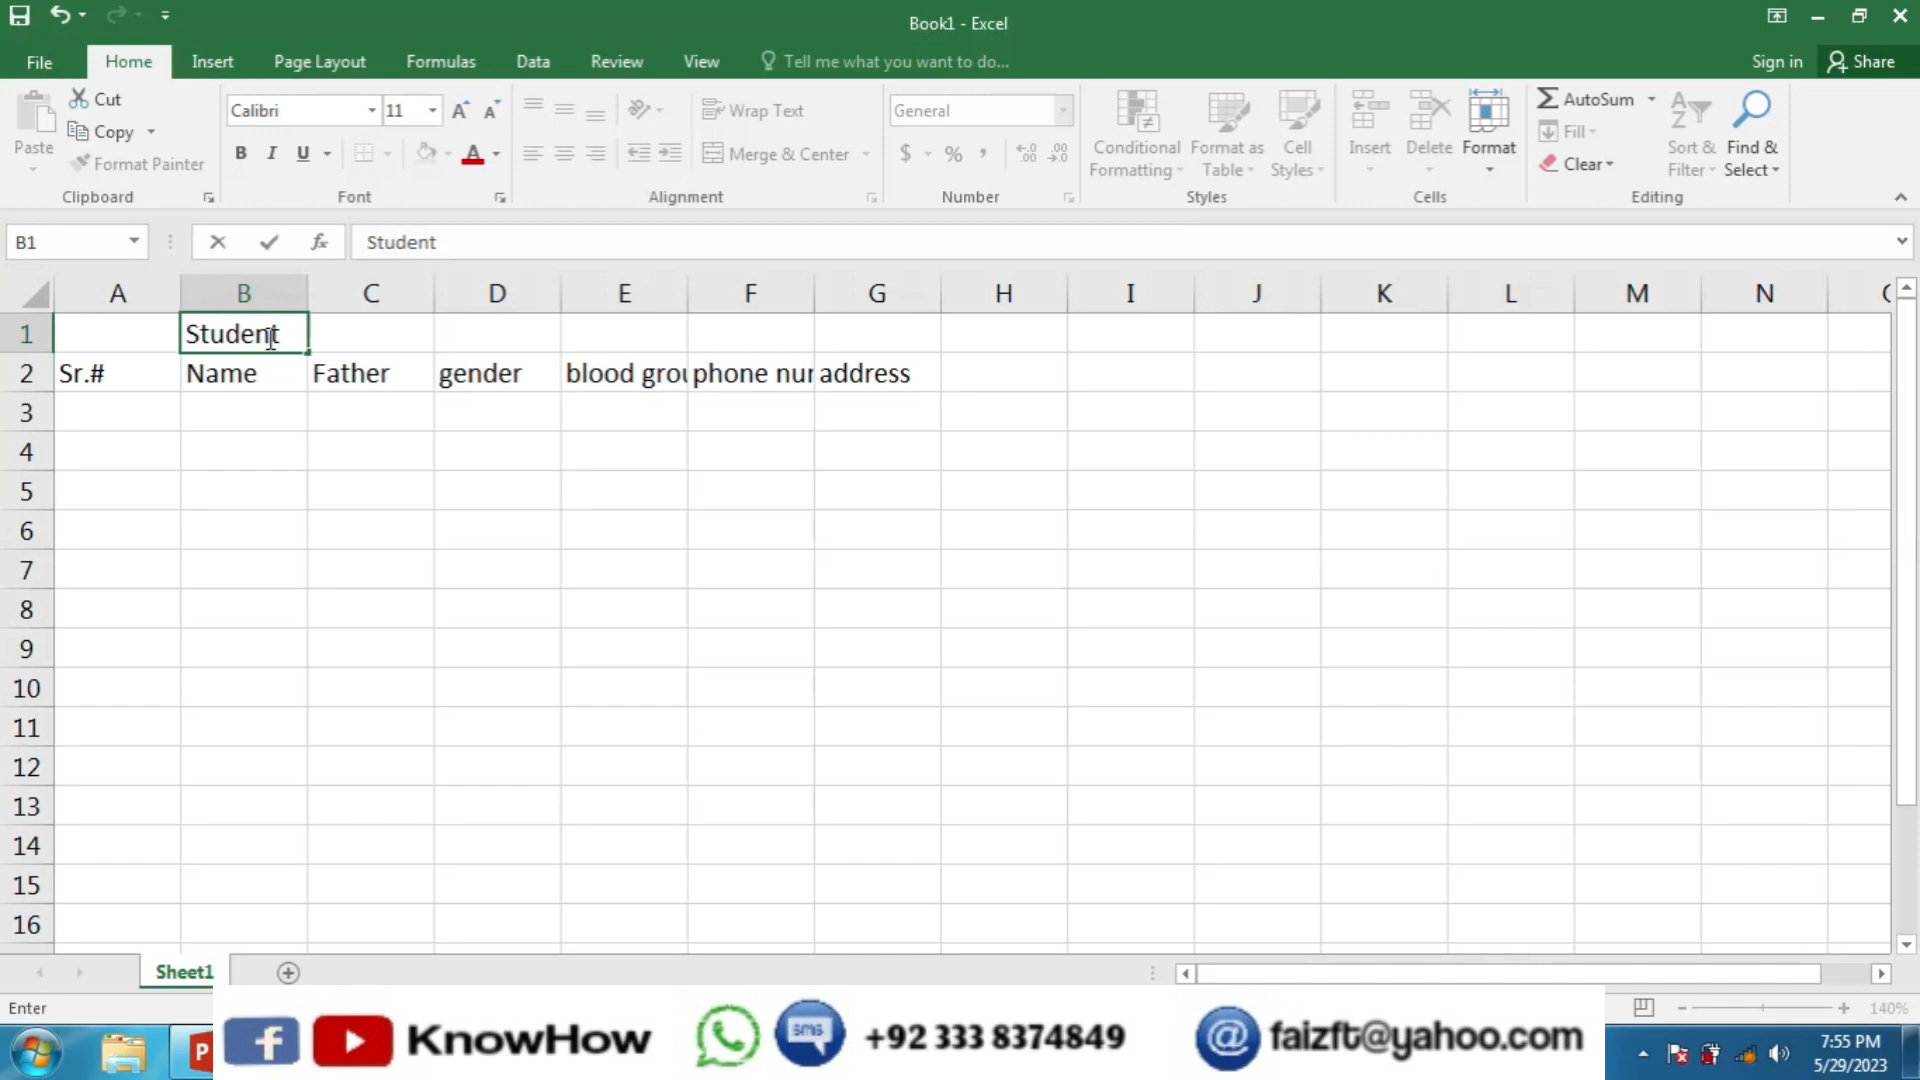 Book1 - Excel
File Home Insert Page Layout Formulas Data Review View Tell me what you want to do... Sign in Share
Cut Calibri 11 Wrap Text General AutoSum
Copy Fill
Paste Format Painter B I U A Merge & Center $ % , Conditional Formatting Format as Table Cell Styles Insert Delete Format Clear Sort & Filter Find & Select
Clipboard Font Alignment Number Styles Cells Editing
B1 fx Student
A B C D E F G H I J K L M N
1 Student
2 Sr.# Name Father gender blood grou phone nur address
3
4
5
6
7
8
9
10
11
12
13
14
15
16
Sheet1
Enter 140%
KnowHow sms +92 333 8374849 @ faizft@yahoo.com
7:55 PM
5/29/2023